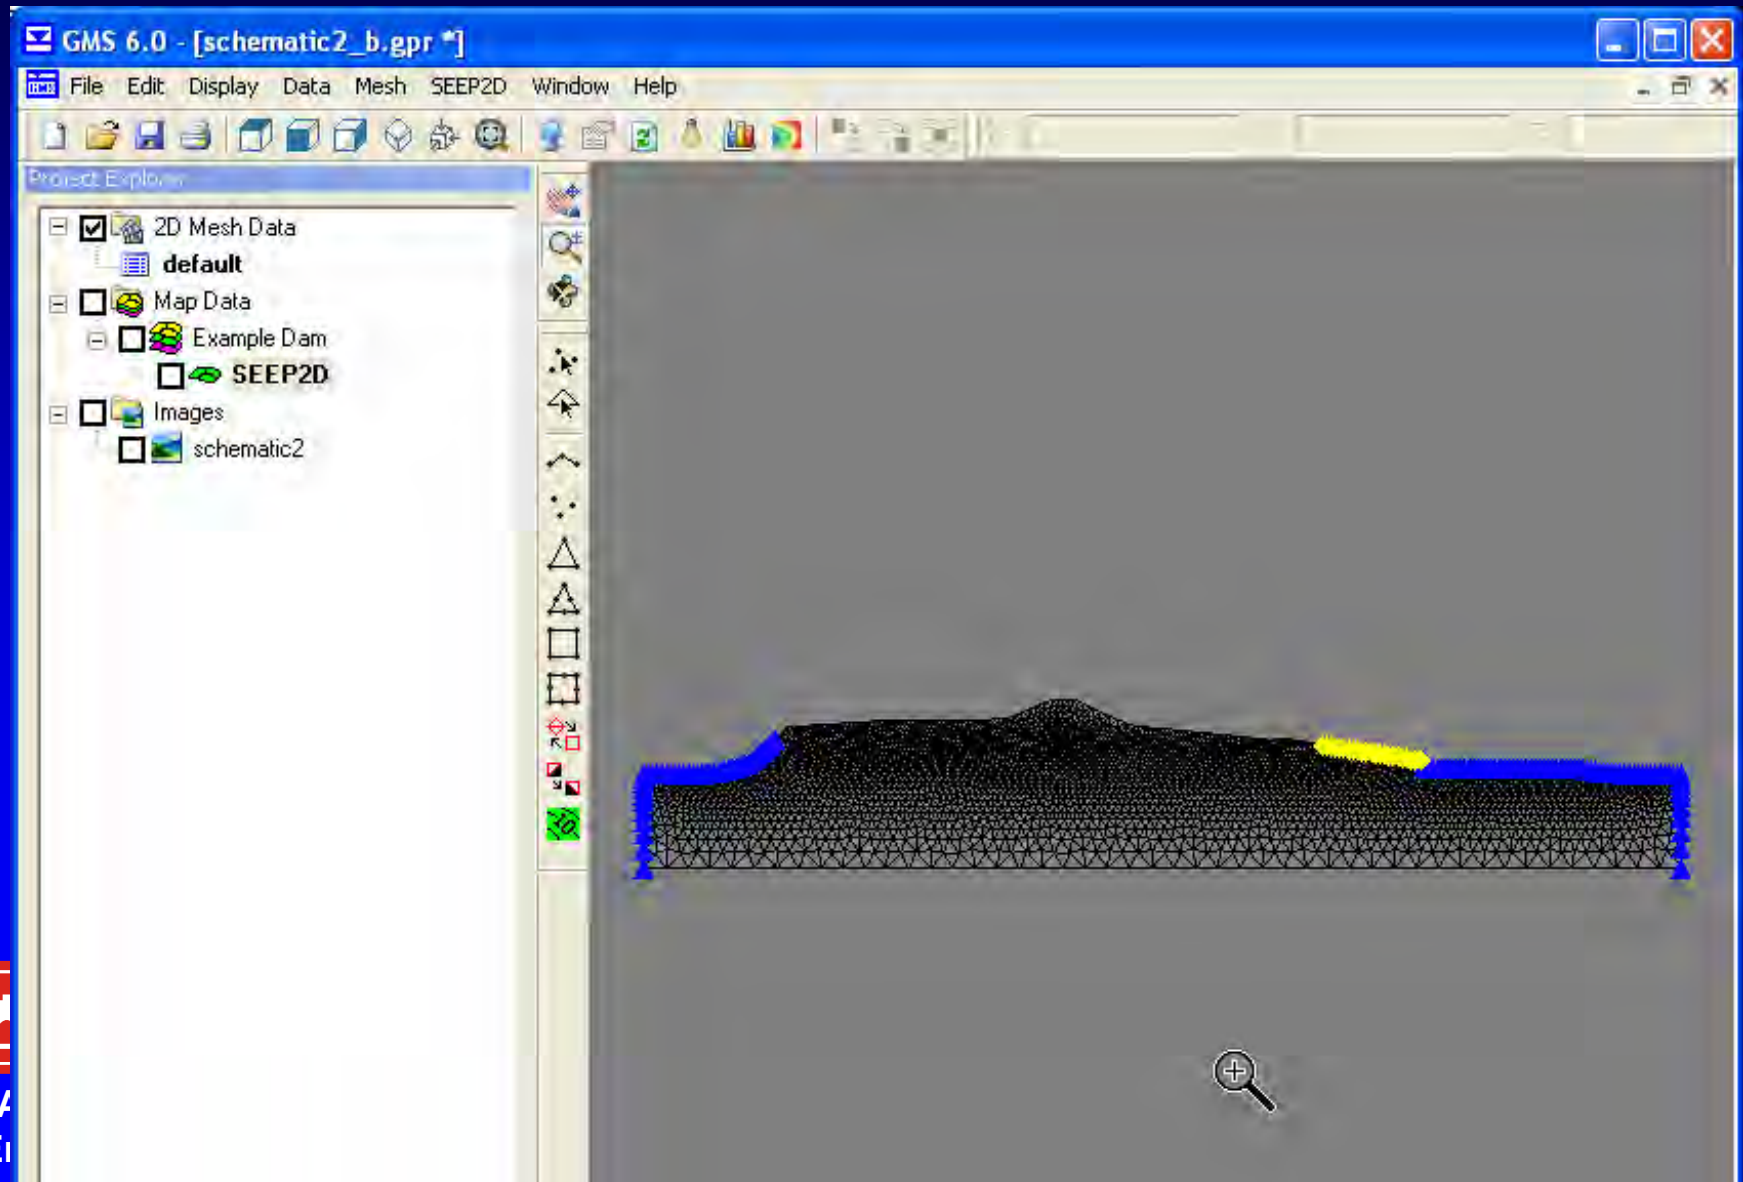 GMS 6.0 - [schematic2_b.gpr *]
File Edit Display Data Mesh SEEP2D Window Help
Project Explorer
2D Mesh Data
default
Map Data
Example Dam
SEEP2D
Images
schematic2